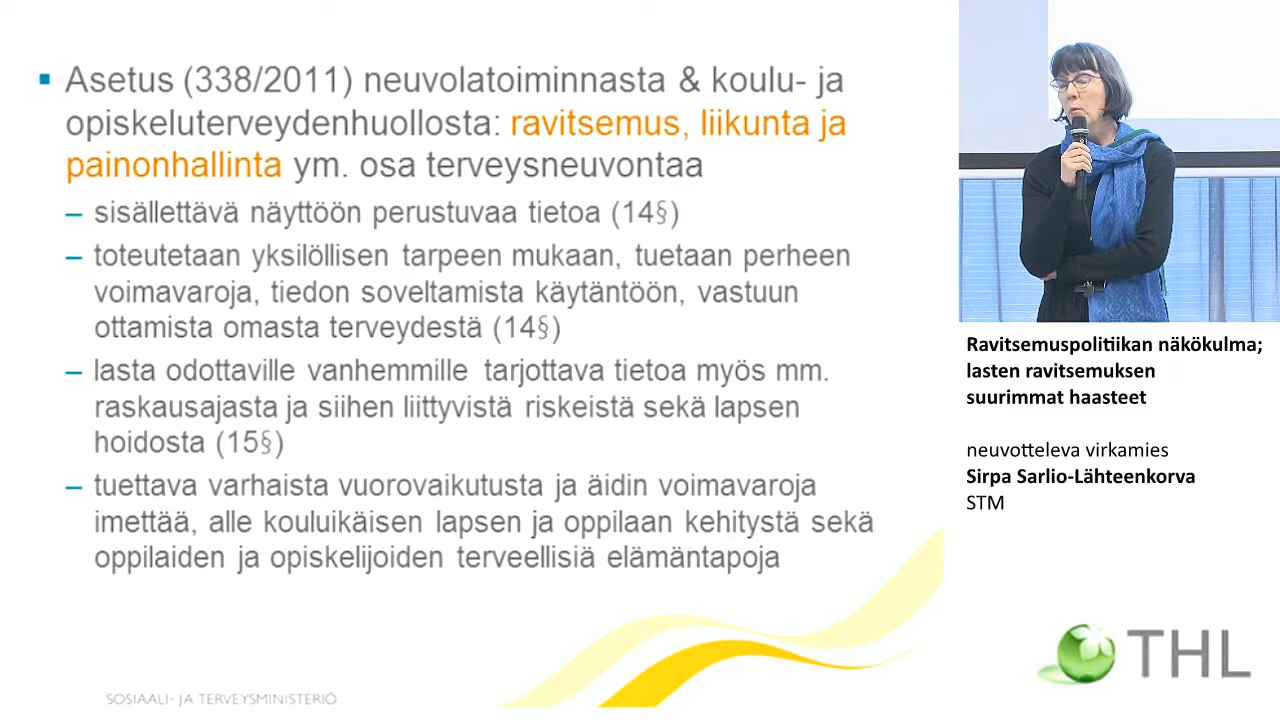 Asetus (338/2011) neuvolatoiminnasta & koulu- ja
opiskeluterveydenhuollosta: ravitsemus, liikunta ja
painonhallinta ym. osa terveysneuvontaa
– sisällettävä näyttöön perustuvaa tietoa (14§)
– toteutetaan yksilöllisen tarpeen mukaan, tuetaan perheen
voimavaroja, tiedon soveltamista käytäntöön, vastuun
ottamista omasta terveydestä (14§)
– lasta odottaville vanhemmille tarjottava tietoa myös mm.
raskausajasta ja siihen liittyvistä riskeistä sekä lapsen
hoidosta (15§)
– tuettava varhaista vuorovaikutusta ja äidin voimavaroja
imettää, alle kouluikäisen lapsen ja oppilaan kehitystä sekä
oppilaiden ja opiskelijoiden terveellisiä elämäntapoja
SOSIAALI- JA TERVEYSMINISTERIÖ
Ravitsemuspolitiikan näkökulma;
lasten ravitsemuksen
suurimmat haasteet
neuvotteleva virkamies
Sirpa Sarlio-Lähteenkorva
STM
THL